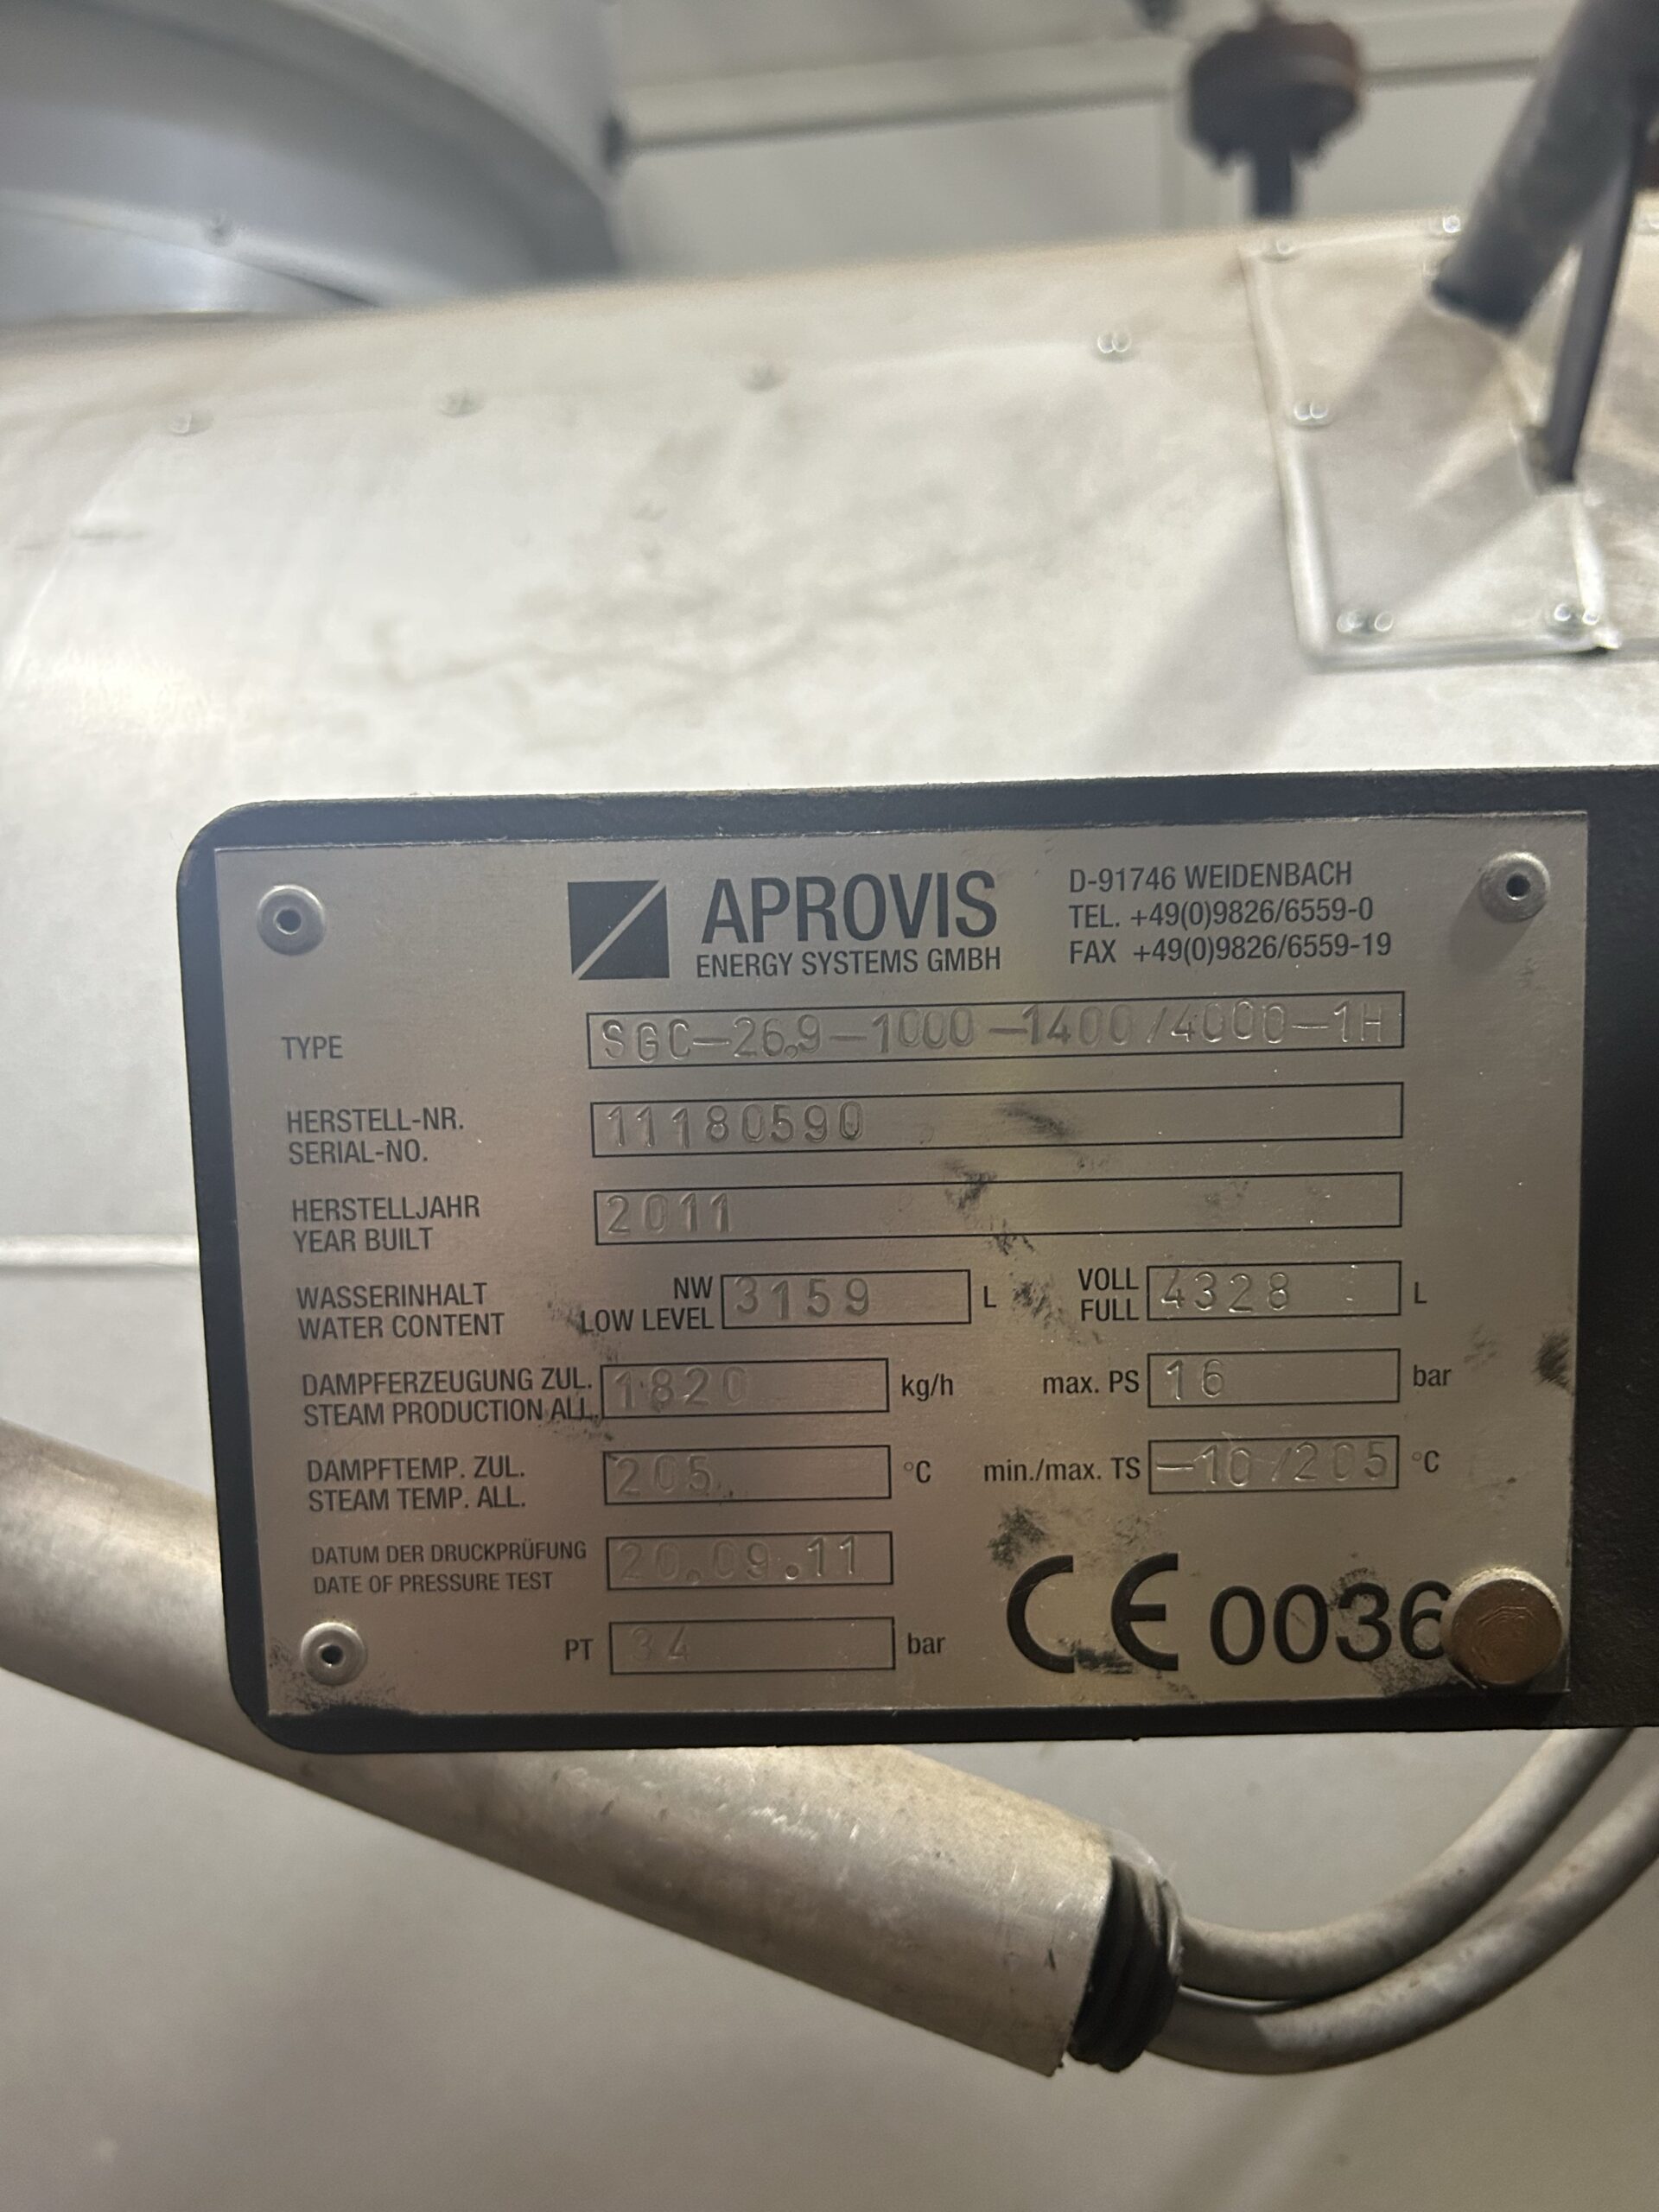 APROVIS
ENERGY SYSTEMS GMBH
D-91746 WEIDENBACH
TEL. +49(0)9826/6559-0
FAX +49(0)9826/6559-19
TYPE SGC-26,9-1000-1400/4000-1H
HERSTELL-NR.
SERIAL-NO.
11180590
HERSTELLJAHR
YEAR BUILT
2011
WASSERINHALT
WATER CONTENT
NW
LOW LEVEL
3159 L
VOLL
FULL
4328 L
DAMPFERZEUGUNG ZUL.
STEAM PRODUCTION ALL.
1820 kg/h
max. PS 16 bar
DAMPFTEMP. ZUL.
STEAM TEMP. ALL.
205 °C
min./max. TS -10/205 °C
DATUM DER DRUCKPRÜFUNG
DATE OF PRESSURE TEST
20.09.11
PT 34 bar
CE 0036